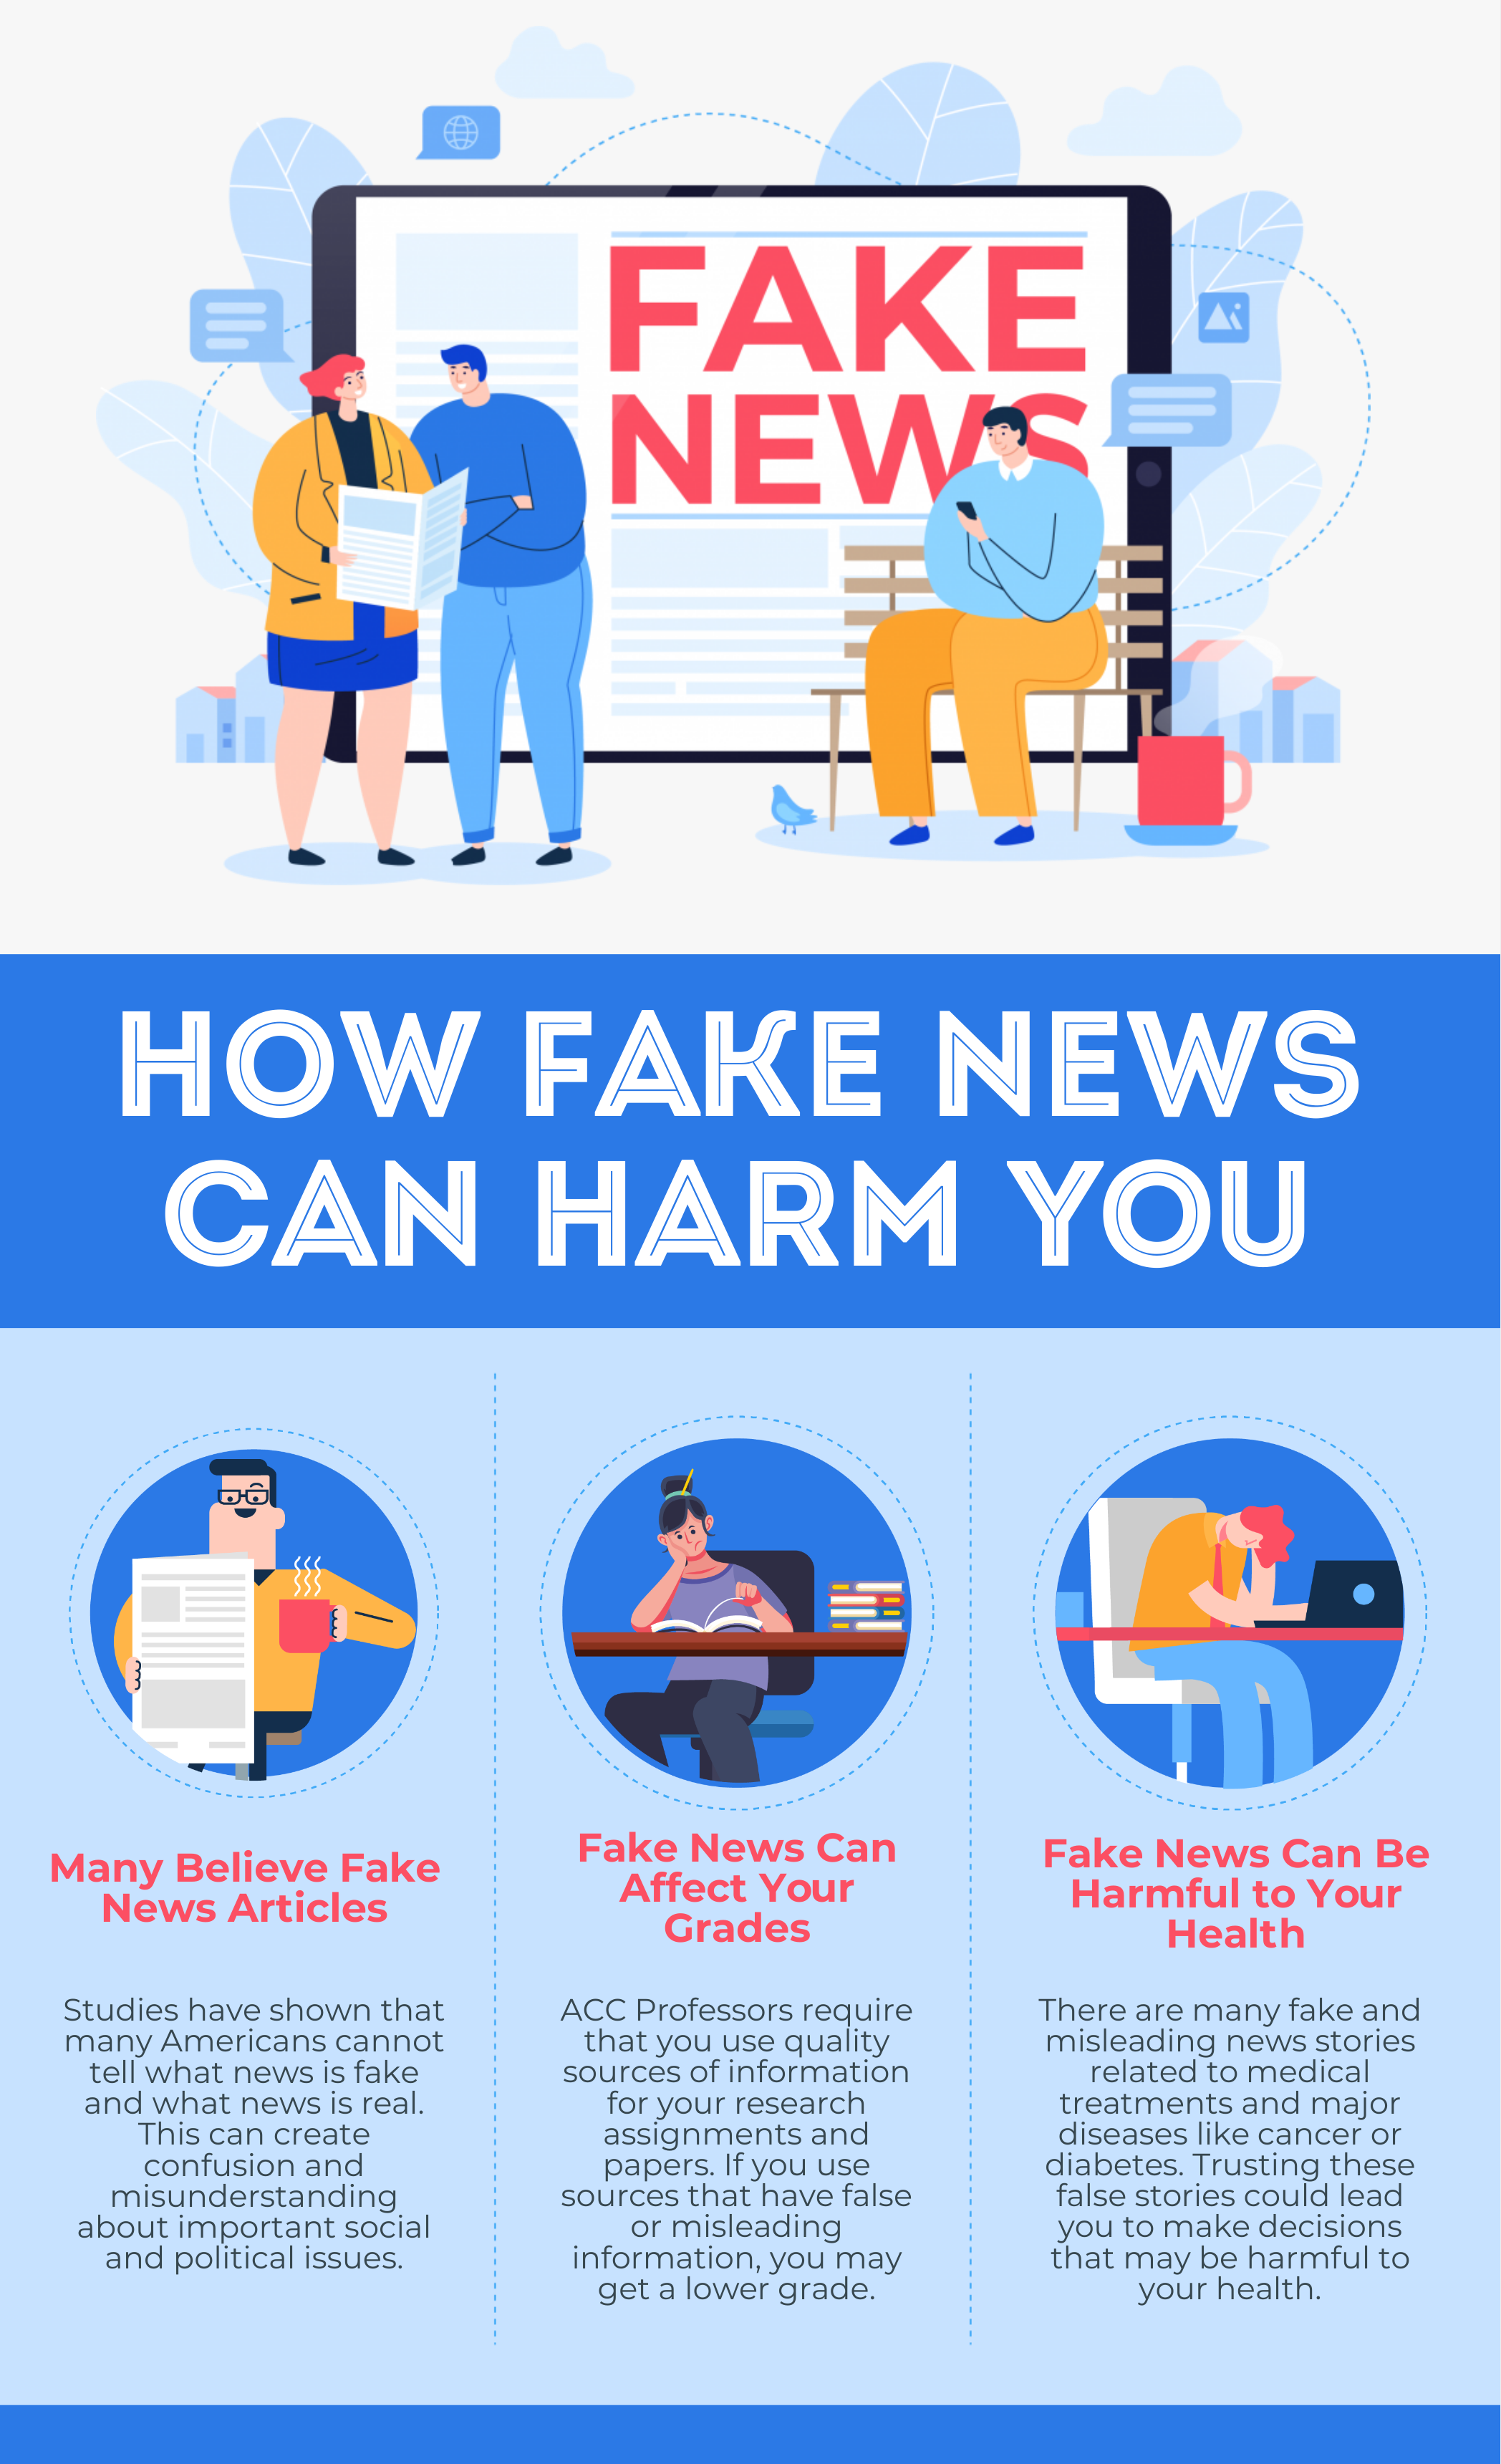 FAKE
NEWS
HOW FAKE NEWS
CAN HARM YOU
Many Believe Fake
News Articles
Studies have shown that
many Americans cannot
tell what news is fake
and what news is real.
This can create
confusion and
misunderstanding
about important social
and political issues.
Fake News Can
Affect Your
Grades
ACC Professors require
that you use quality
sources of information
for your research
assignments and
papers. If you use
sources that have false
or misleading
information, you may
get a lower grade.
Fake News Can Be
Harmful to Your
Health
There are many fake and
misleading news stories
related to medical
treatments and major
diseases like cancer or
diabetes. Trusting these
false stories could lead
you to make decisions
that may be harmful to
your health.